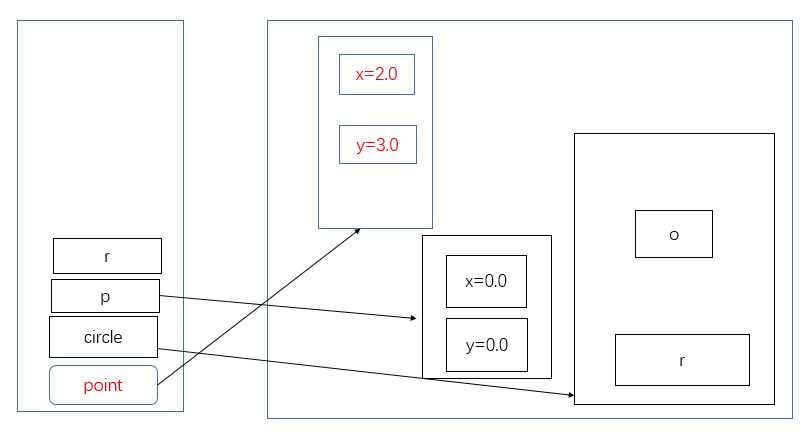 r
p
circle
point
x=2.0
y=3.0
x=0.0
y=0.0
o
r